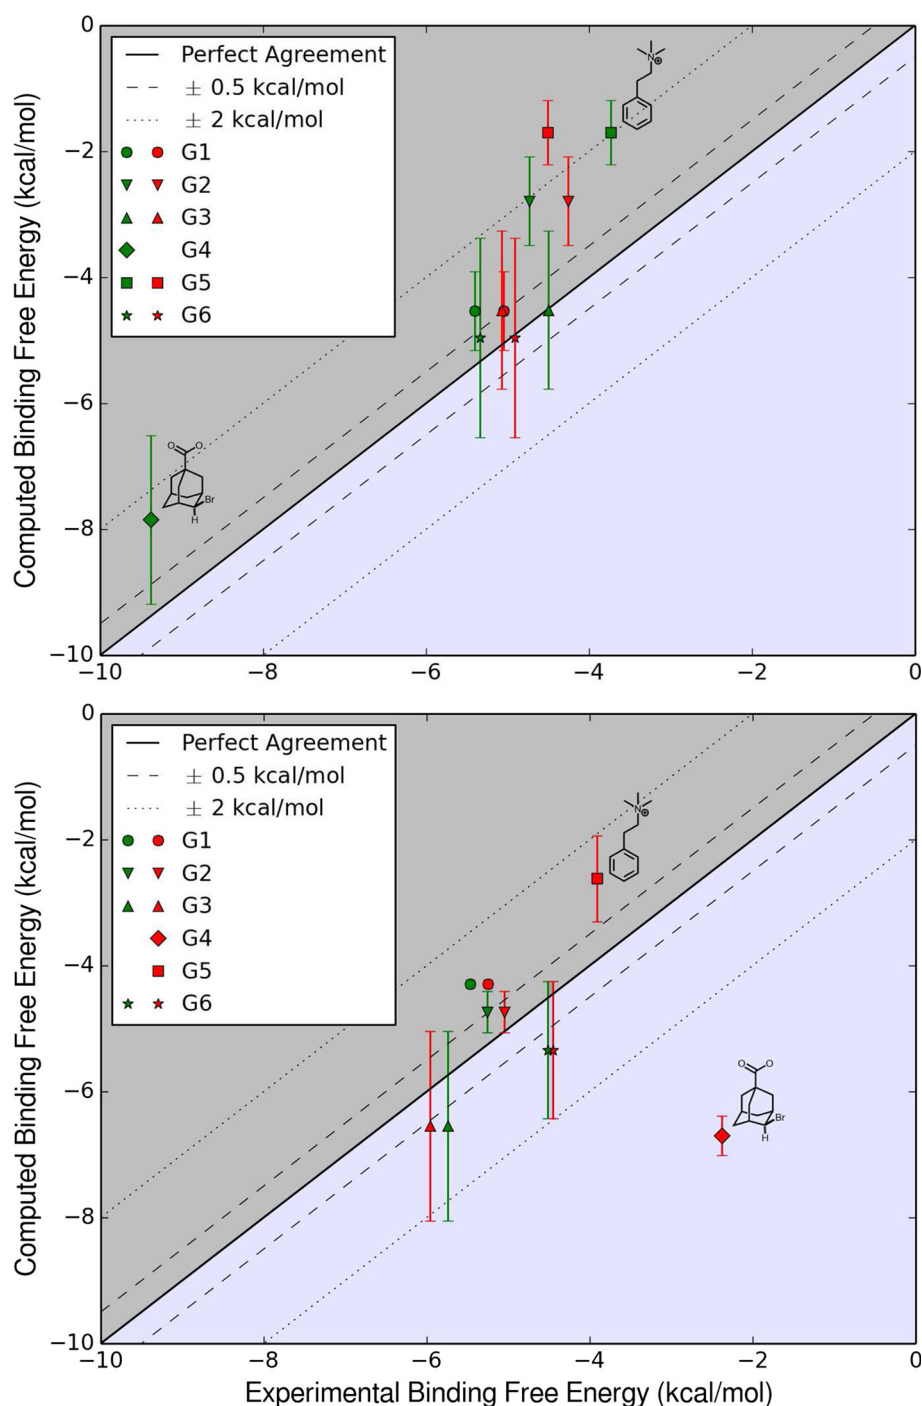 0
−2
−4
−6
−8
−10
Computed Binding Free Energy (kcal/mol)
Perfect Agreement
± 0.5 kcal/mol
± 2 kcal/mol
G1
G2
G3
G4
G5
G6
N
⊕
O
O
Br
H
−10
−8
−6
−4
−2
0
0
−2
−4
−6
−8
−10
Computed Binding Free Energy (kcal/mol)
Perfect Agreement
± 0.5 kcal/mol
± 2 kcal/mol
G1
G2
G3
G4
G5
G6
N
⊕
O
O
Br
H
−10
−8
−6
−4
−2
0
Experimental Binding Free Energy (kcal/mol)